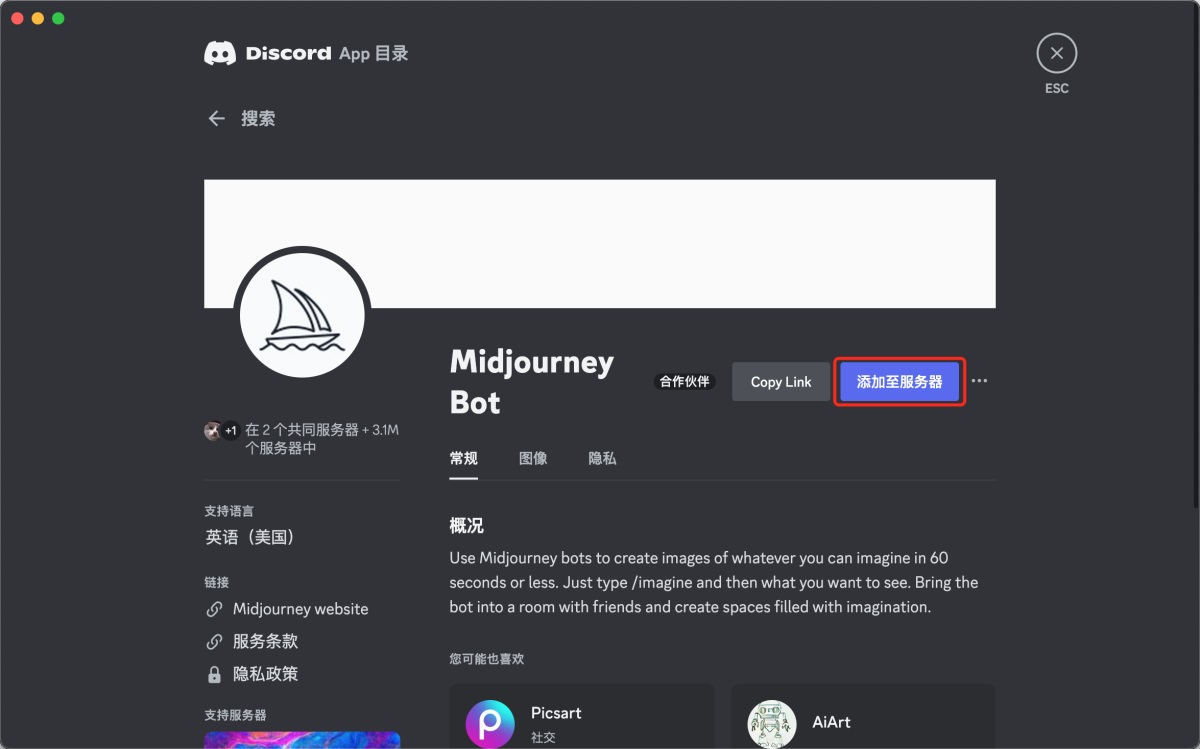 Discord App 目录
ESC
搜索
Midjourney
Bot
合作伙伴
Copy Link
添加至服务器
+1 在 2 个共同服务器 + 3.1M
个服务器中
常规 图像 隐私
支持语言
英语（美国）
链接
Midjourney website
服务条款
隐私政策
支持服务器
概况
Use Midjourney bots to create images of whatever you can imagine in 60
seconds or less. Just type /imagine and then what you want to see. Bring the
bot into a room with friends and create spaces filled with imagination.
您可能也喜欢
Picsart
社交
AiArt